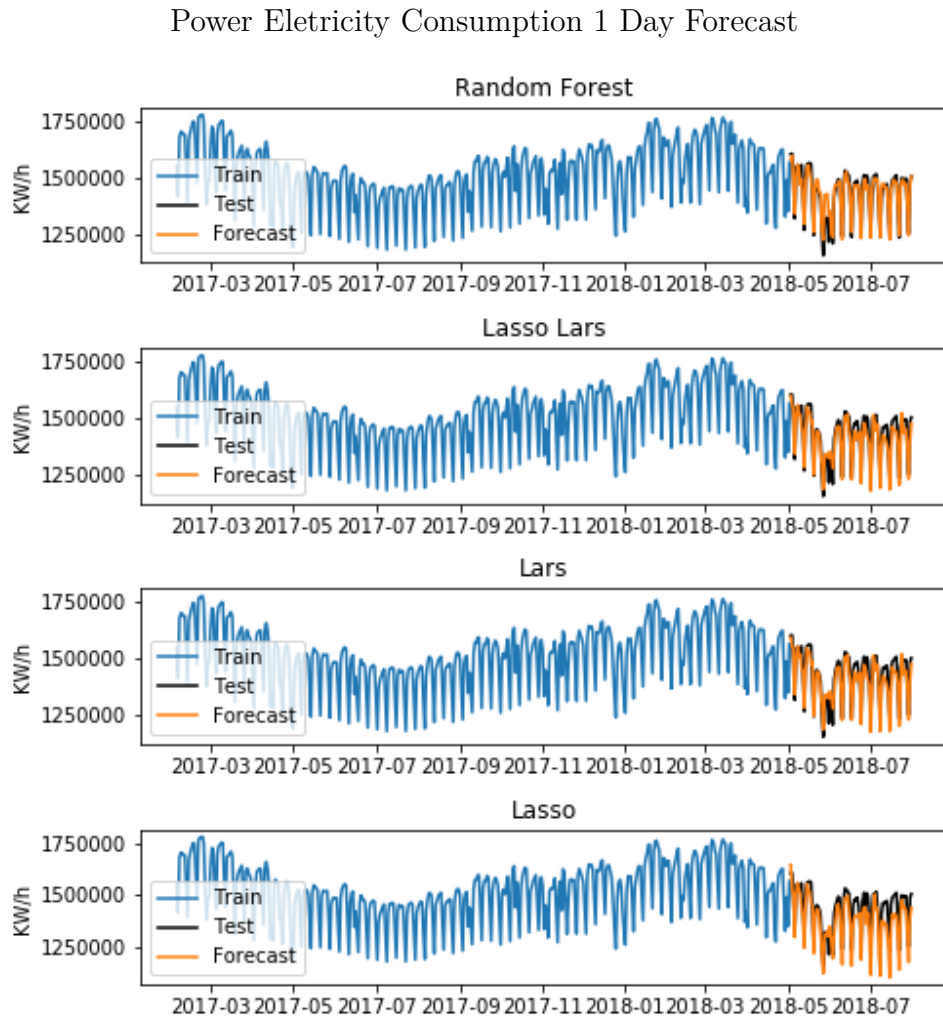 Power Eletricity Consumption 1 Day Forecast
Random Forest
1750000
1500000
1250000
KW/h
Train
Test
Forecast
2017-03 2017-05 2017-07 2017-09 2017-11 2018-01 2018-03 2018-05 2018-07
Lasso Lars
1750000
1500000
1250000
KW/h
Train
Test
Forecast
2017-03 2017-05 2017-07 2017-09 2017-11 2018-01 2018-03 2018-05 2018-07
Lars
1750000
1500000
1250000
KW/h
Train
Test
Forecast
2017-03 2017-05 2017-07 2017-09 2017-11 2018-01 2018-03 2018-05 2018-07
Lasso
1750000
1500000
1250000
KW/h
Train
Test
Forecast
2017-03 2017-05 2017-07 2017-09 2017-11 2018-01 2018-03 2018-05 2018-07